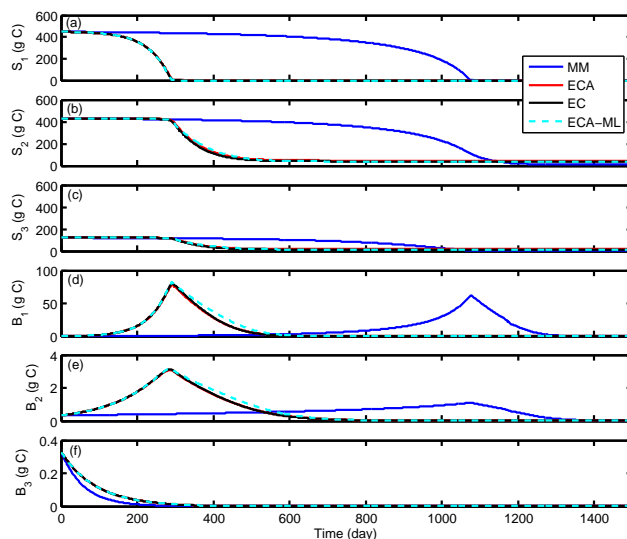 (a)
600
400
200
0
S1 (g C)
MM
ECA
EC
ECA−ML
(b)
600
400
200
0
S2 (g C)
(c)
600
400
200
0
S3 (g C)
(d)
100
50
0
B1 (g C)
(e)
4
2
0
B2 (g C)
(f)
0.4
0.2
0
B3 (g C)
0 200 400 600 800 1000 1200 1400
Time (day)